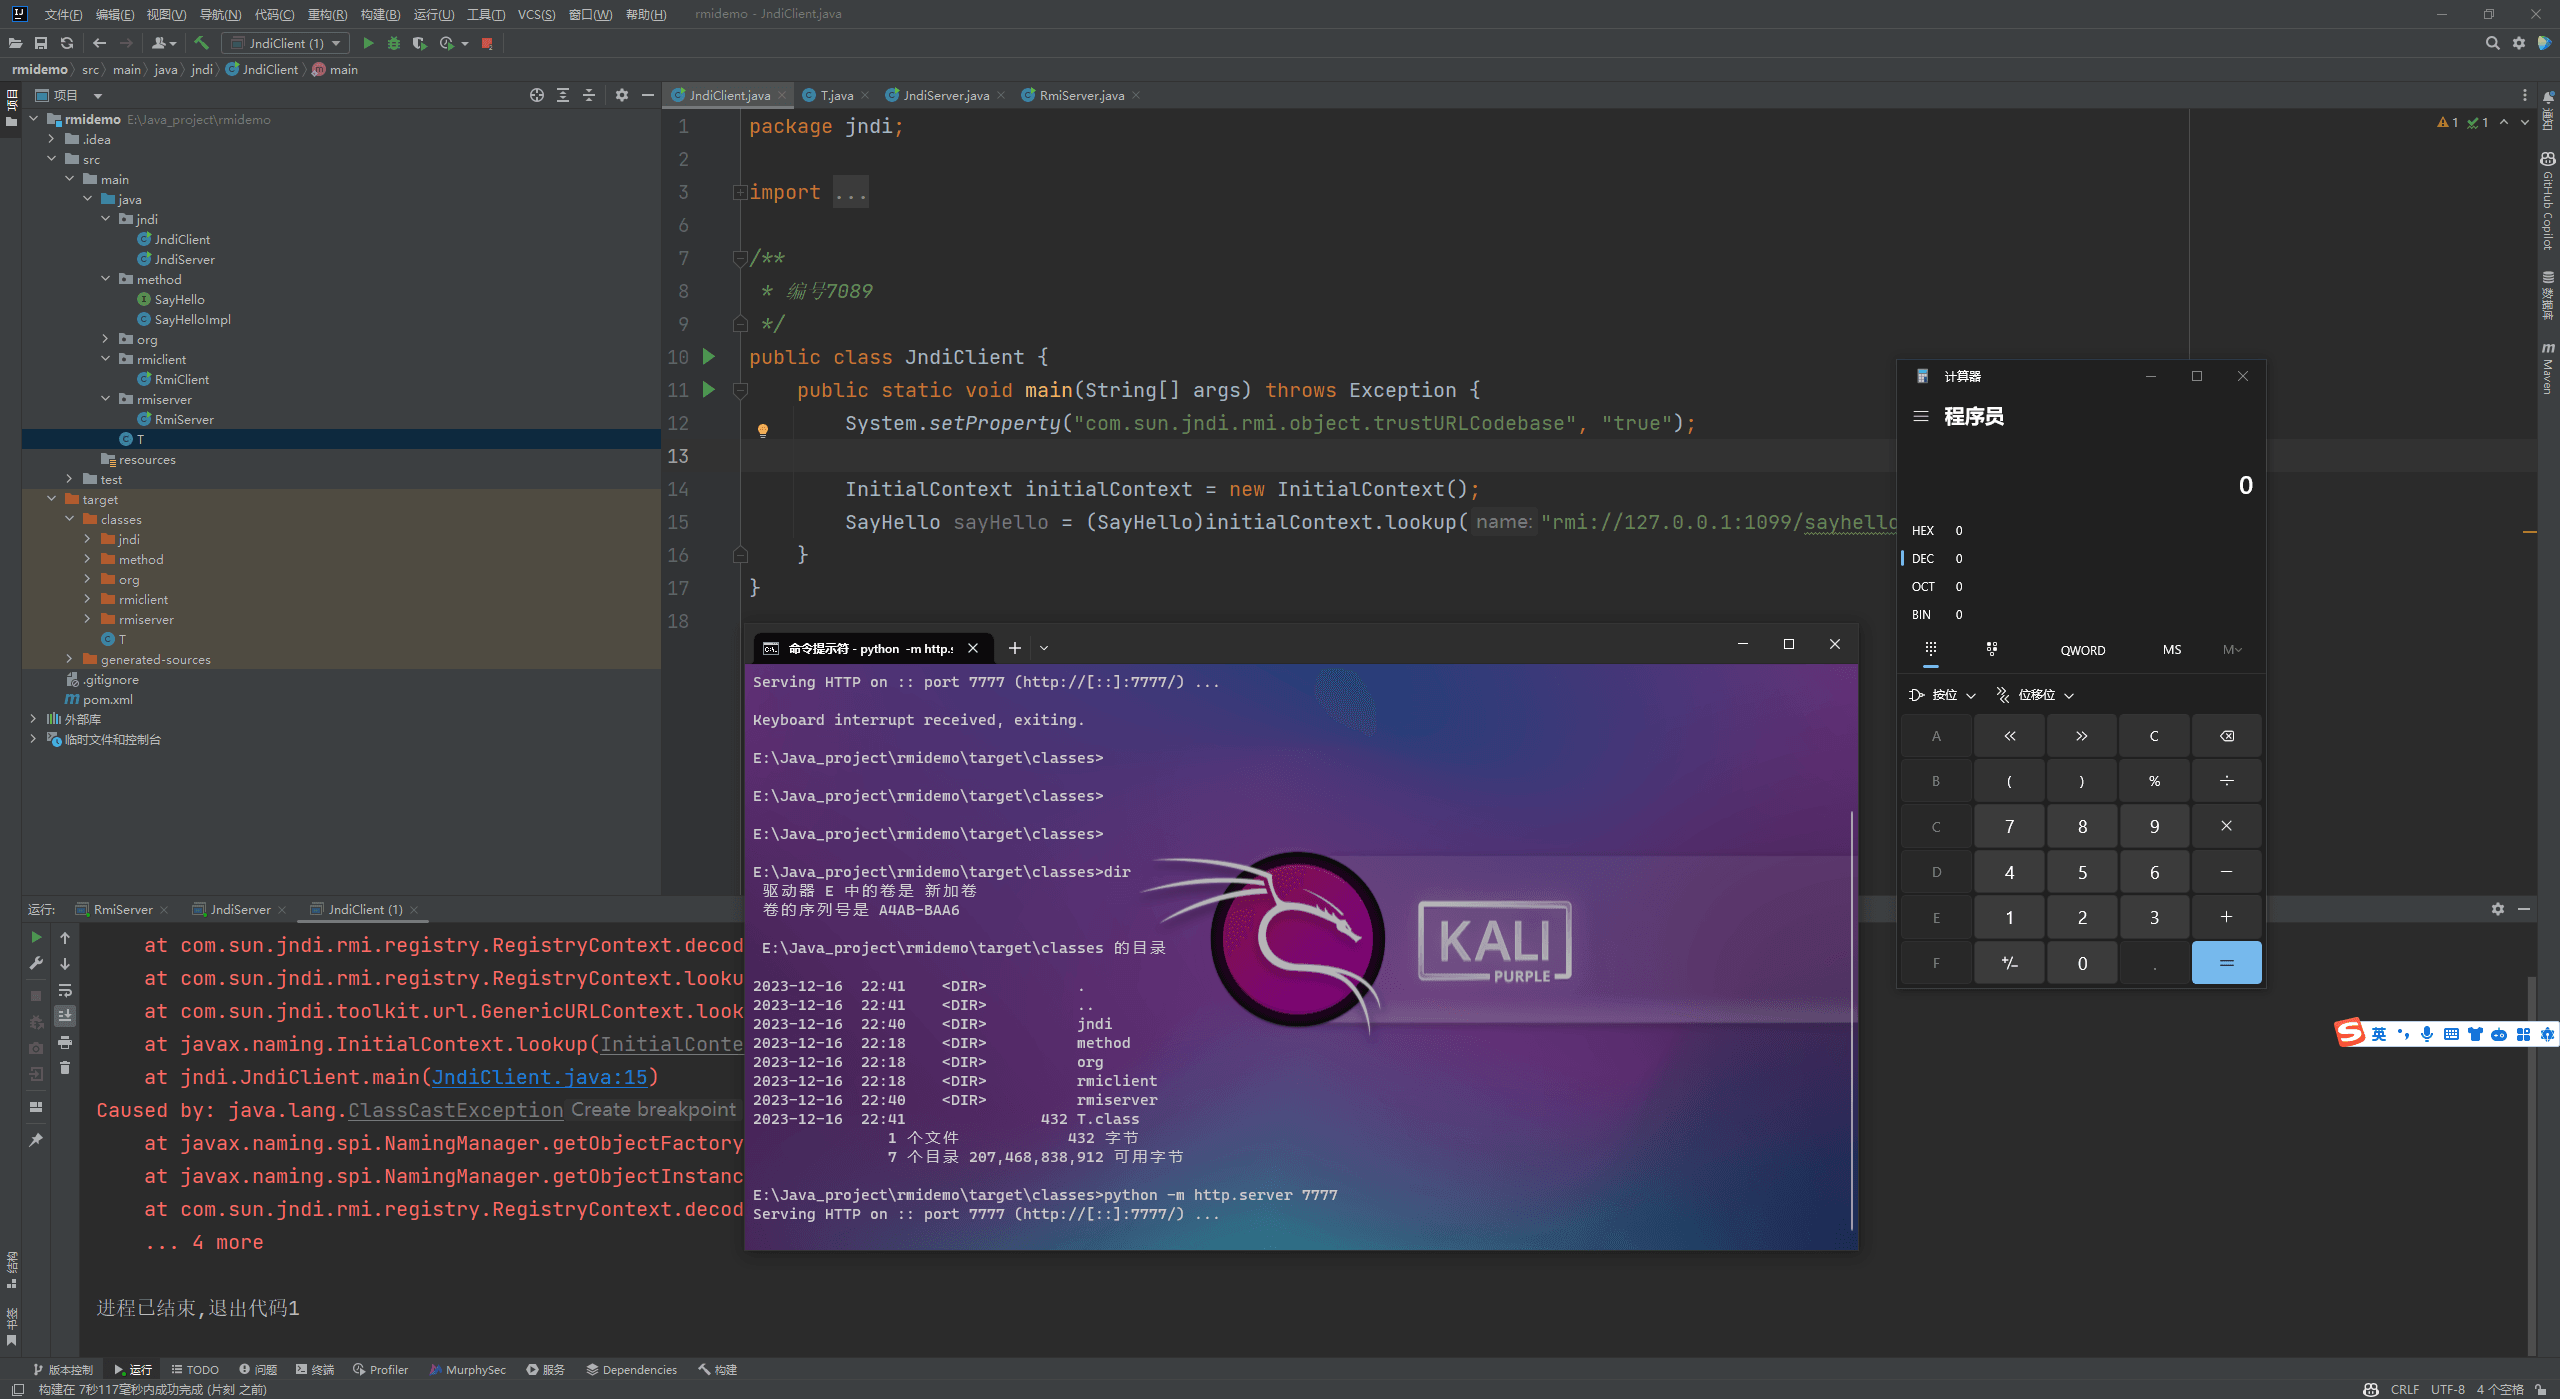 文件(F) 编辑(E) 视图(V) 导航(N) 代码(C) 重构(R) 构建(B) 运行(U) 工具(T) VCS(S) 窗口(W) 帮助(H) rmidemo - JndiClient.java
JndiClient (1)
rmidemo src main java jndi JndiClient main
项目
项目
rmidemo E:\Java_project\rmidemo
.idea
src
main
java
jndi
JndiClient
JndiServer
method
SayHello
SayHelloImpl
org
rmiclient
RmiClient
rmiserver
RmiServer
T
resources
test
target
classes
jndi
method
org
rmiclient
rmiserver
T
generated-sources
.gitignore
pom.xml
外部库
临时文件和控制台
JndiClient.java T.java JndiServer.java RmiServer.java
1 1
1 package jndi;
2
3 import ...
6
7 /**
8 * 编号7089
9 */
10 public class JndiClient {
11 public static void main(String[] args) throws Exception {
12 System.setProperty("com.sun.jndi.rmi.object.trustURLCodebase", "true");
13
14 InitialContext initialContext = new InitialContext();
15 SayHello sayHello = (SayHello)initialContext.lookup( name: "rmi://127.0.0.1:1099/sayhello
16 }
17 }
18
通知
GitHub Copilot
数据库
Maven
计算器
程序员
0
HEX 0
DEC 0
OCT 0
BIN 0
QWORD MS M
按位 位移位
A « » C
B ( ) % ÷
C 7 8 9 ×
D 4 5 6 −
E 1 2 3 +
F +/− 0 . =
命令提示符 - python -m http.s
Serving HTTP on :: port 7777 (http://[::]:7777/) ...
Keyboard interrupt received, exiting.
E:\Java_project\rmidemo\target\classes>
E:\Java_project\rmidemo\target\classes>
E:\Java_project\rmidemo\target\classes>
E:\Java_project\rmidemo\target\classes>dir
驱动器 E 中的卷是 新加卷
卷的序列号是 A4AB-BAA6
E:\Java_project\rmidemo\target\classes 的目录
2023-12-16 22:41 <DIR> .
2023-12-16 22:41 <DIR> ..
2023-12-16 22:40 <DIR> jndi
2023-12-16 22:18 <DIR> method
2023-12-16 22:18 <DIR> org
2023-12-16 22:18 <DIR> rmiclient
2023-12-16 22:40 <DIR> rmiserver
2023-12-16 22:41 432 T.class
1 个文件 432 字节
7 个目录 207,468,838,912 可用字节
E:\Java_project\rmidemo\target\classes>python -m http.server 7777
Serving HTTP on :: port 7777 (http://[::]:7777/) ...
KALI
PURPLE
英
运行: RmiServer JndiServer JndiClient (1)
at com.sun.jndi.rmi.registry.RegistryContext.decod
at com.sun.jndi.rmi.registry.RegistryContext.looku
at com.sun.jndi.toolkit.url.GenericURLContext.look
at javax.naming.InitialContext.lookup(InitialConte
at jndi.JndiClient.main(JndiClient.java:15)
Caused by: java.lang.ClassCastException Create breakpoint
at javax.naming.spi.NamingManager.getObjectFactory
at javax.naming.spi.NamingManager.getObjectInstanc
at com.sun.jndi.rmi.registry.RegistryContext.decod
... 4 more
进程已结束,退出代码1
结构
书签
版本控制 运行 TODO 问题 终端 Profiler MurphySec 服务 Dependencies 构建
构建在 7秒117毫秒内成功完成 (片刻 之前) CRLF UTF-8 4 个空格